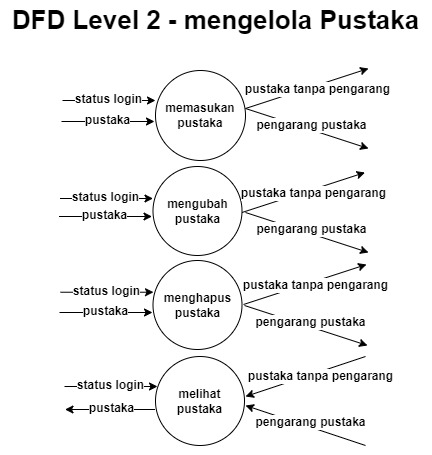 DFD Level 2 - mengelola Pustaka
pustaka tanpa pengarang
status login
memasukan
pustaka
pustaka
pengarang pustaka
pustaka tanpa pengarang
status login
mengubah
pustaka
pustaka
pengarang pustaka
pustaka tanpa pengarang
status login
menghapus
pustaka
pustaka
pengarang pustaka
pustaka tanpa pengarang
status login
melihat
pustaka
pustaka
pengarang pustaka